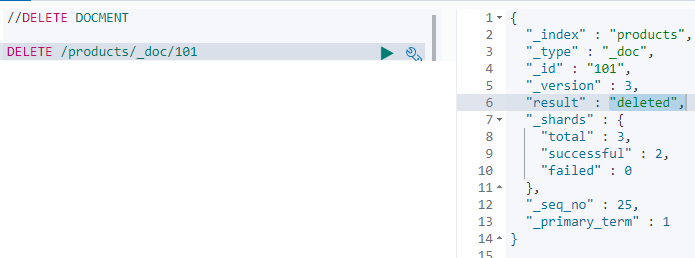 //DELETE DOCMENT
DELETE /products/_doc/101
1 {
2 "_index" : "products",
3 "_type" : "_doc",
4 "_id" : "101",
5 "_version" : 3,
6 "result" : "deleted",
7 "_shards" : {
8 "total" : 3,
9 "successful" : 2,
10 "failed" : 0
11 },
12 "_seq_no" : 25,
13 "_primary_term" : 1
14 }
15